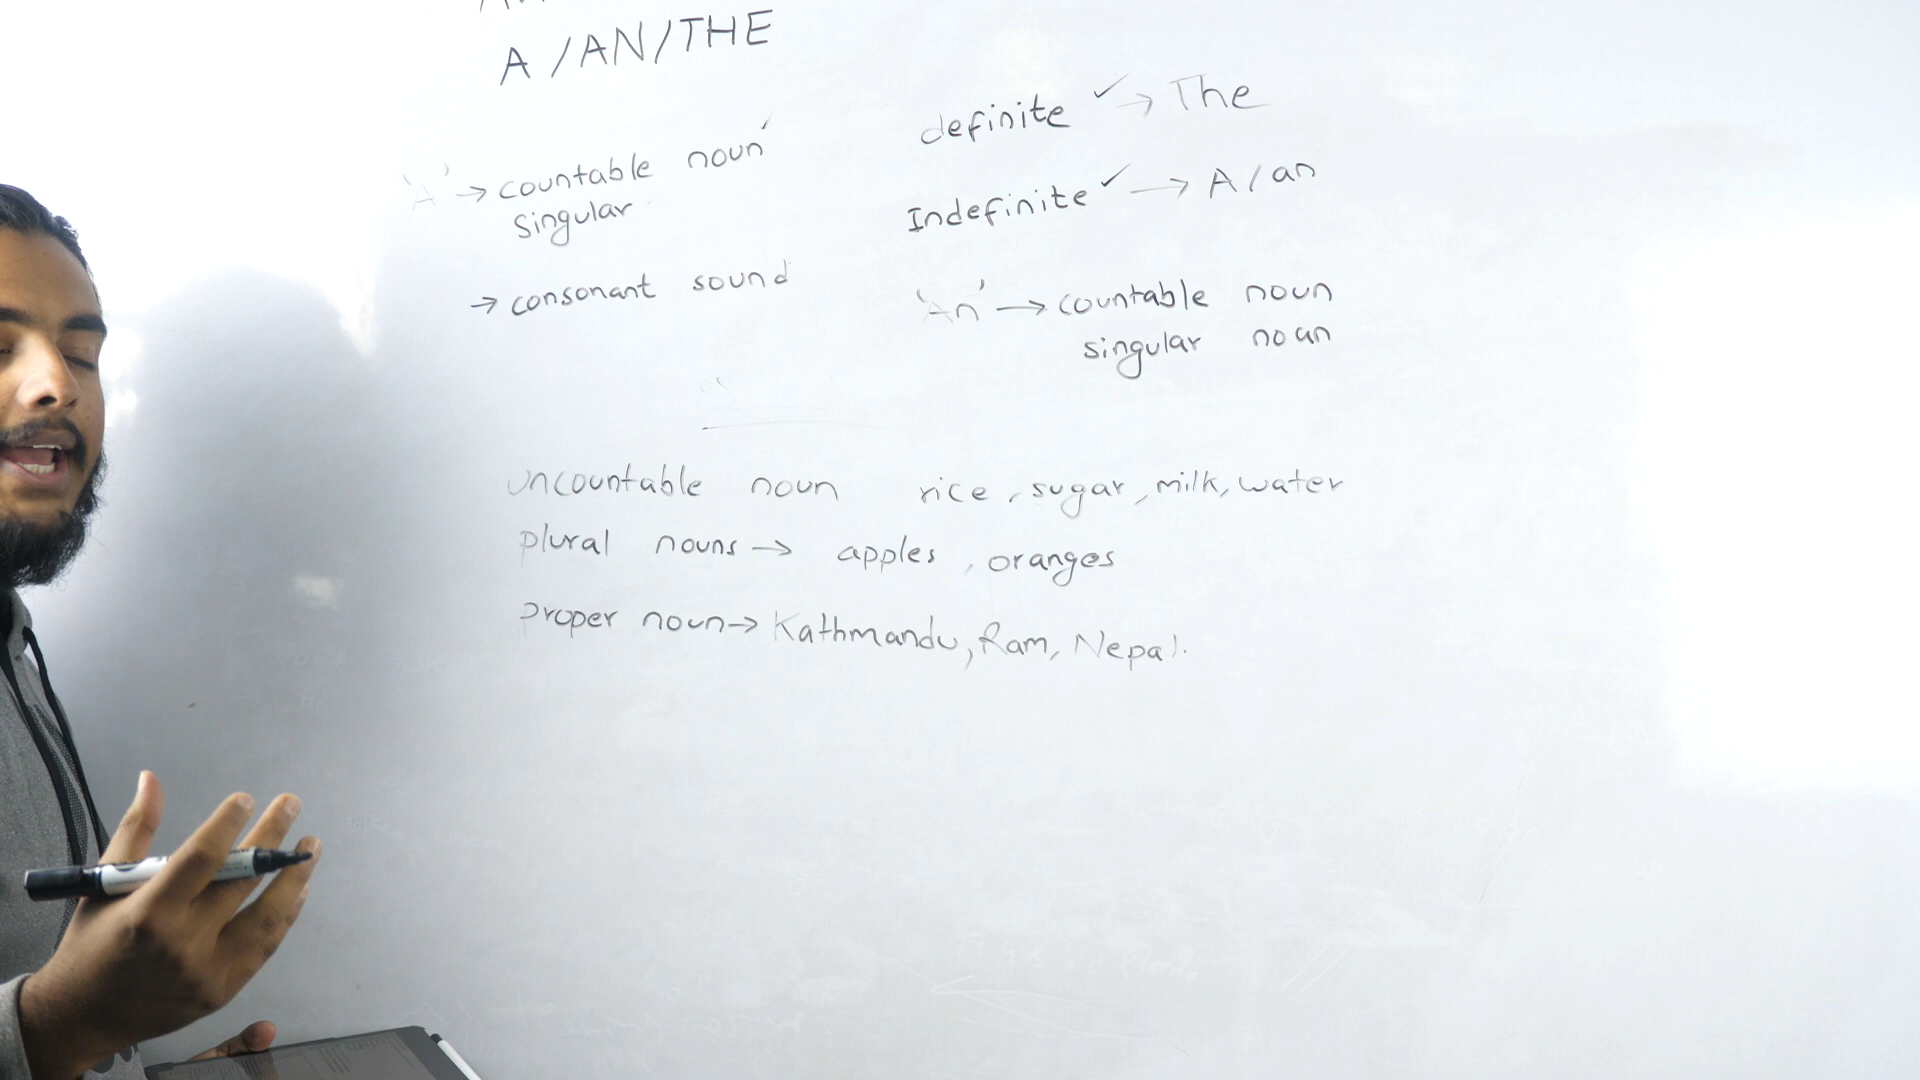 A /AN/THE
'A' → countable noun
singular
→ consonant sound
definite ✓ → The
Indefinite ✓ → A/an
'An' → countable noun
singular noun
uncountable noun rice, sugar, milk, water
plural nouns → apples, oranges
proper noun → Kathmandu, Ram, Nepal.